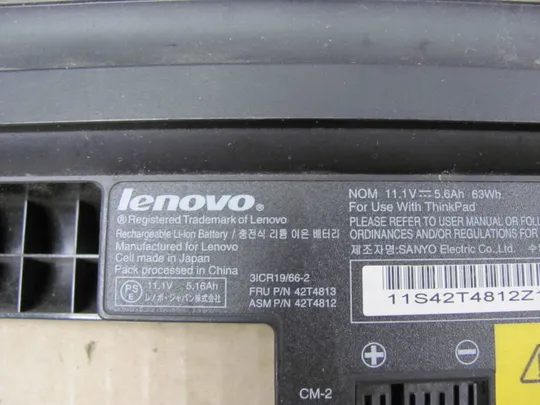 lenovo®
® Registered Trademark of Lenovo
Rechargeable Li-Ion Battery / 충전식 리튬 이온 배터리
Manufactured for Lenovo
Cell made in Japan
Pack processed in China
PS E
11.1V 5.16Ah
レノボ・ジャパン株式会社
3ICR19/66-2
FRU P/N 42T4813
ASM P/N 42T4812
NOM 11.1V 5.6Ah 63Wh
For Use With ThinkPad
PLEASE REFER TO USER MANUAL OR FOLLO
ORDINANCES AND/OR REGULATIONS FOR
제조자명:SANYO Electric Co.,Ltd.
11S42T4812Z1
+ −
CM-2